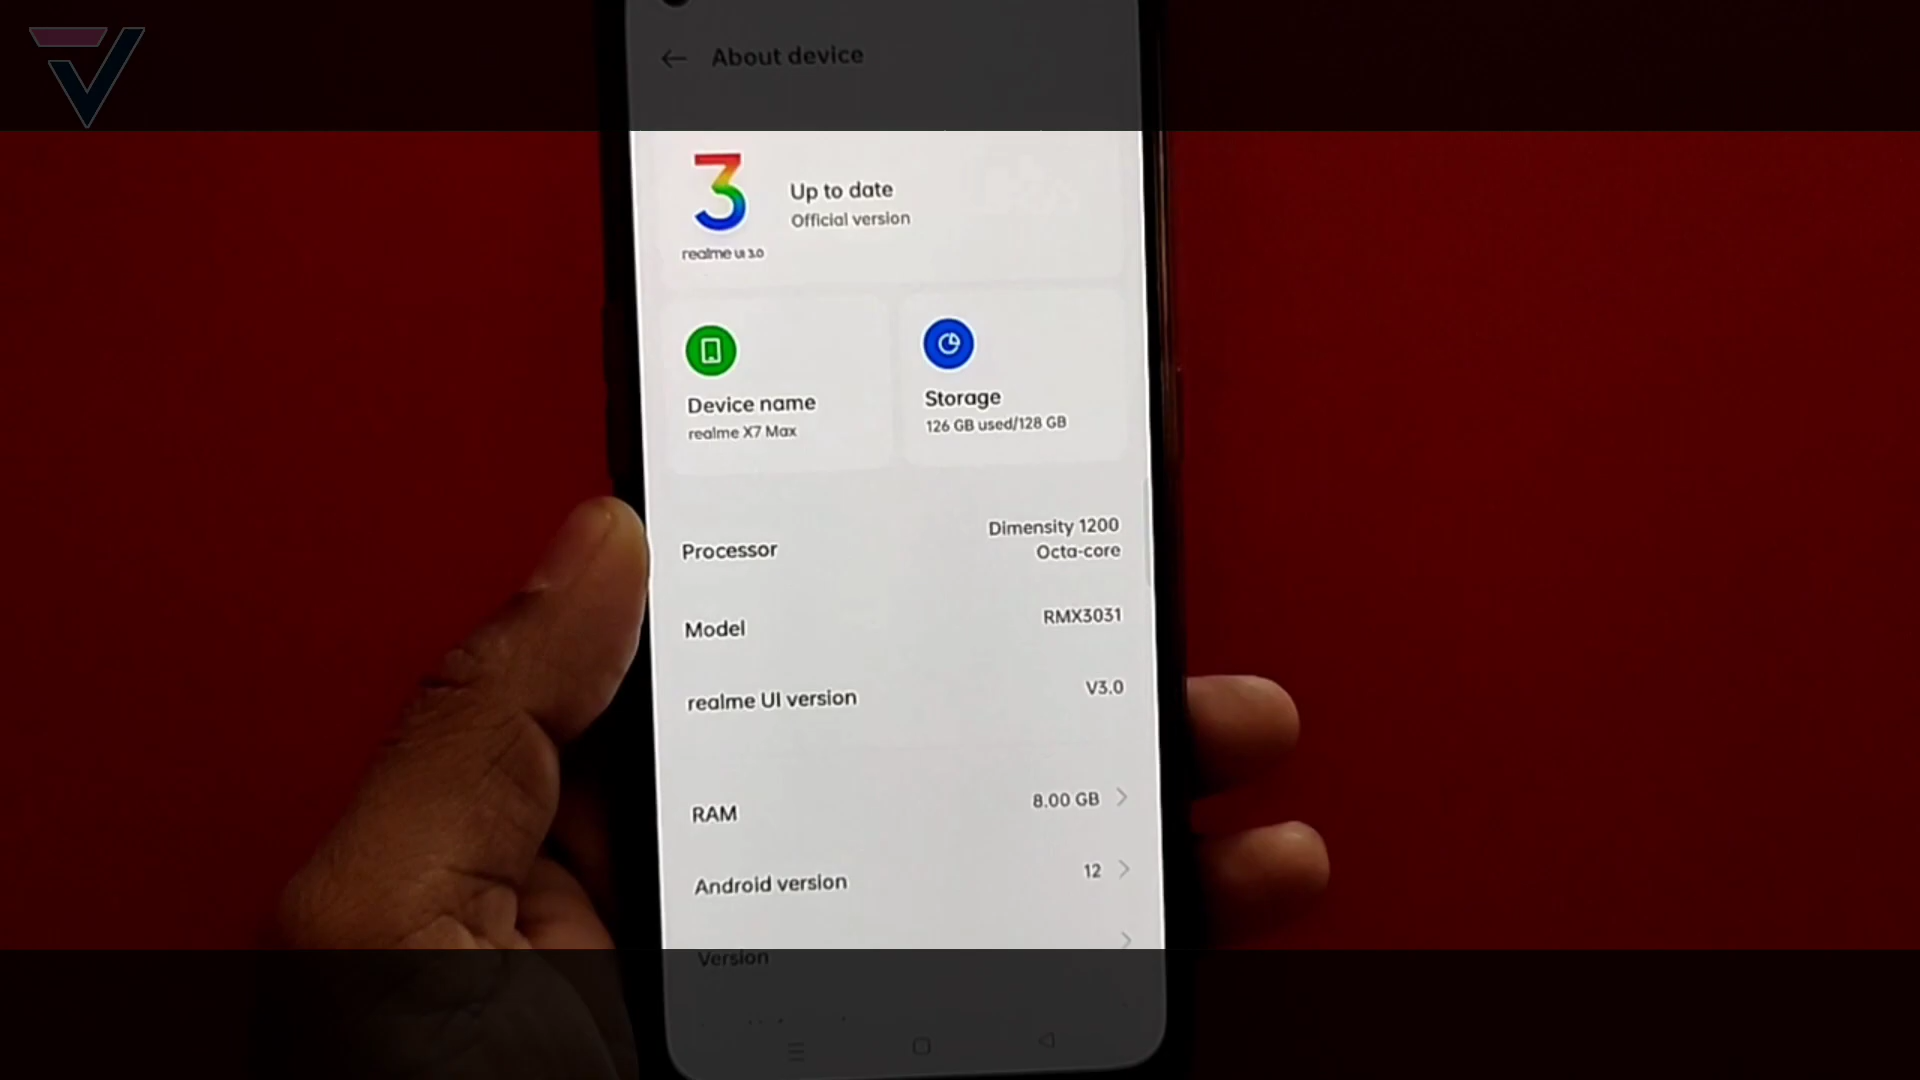 About device
3
Up to date
Official version
realme UI 3.0
Device name
realme X7 Max
Storage
126 GB used/128 GB
Processor
Dimensity 1200
Octa-core
Model
RMX3031
realme UI version
V3.0
RAM
8.00 GB
Android version
12
Version